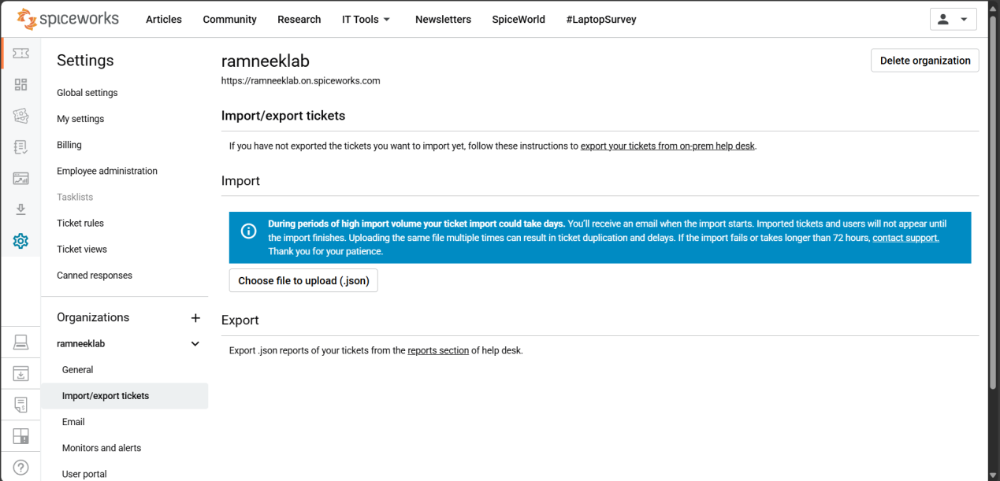 spiceworks
Articles
Community
Research
IT Tools
Newsletters
SpiceWorld
#LaptopSurvey
Settings
Global settings
My settings
Billing
Employee administration
Tasklists
Ticket rules
Ticket views
Canned responses
Organizations
ramneeklab
General
Import/export tickets
Email
Monitors and alerts
User portal
ramneeklab
https://ramneeklab.on.spiceworks.com
Delete organization
Import/export tickets
If you have not exported the tickets you want to import yet, follow these instructions to export your tickets from on-prem help desk.
Import
During periods of high import volume your ticket import could take days. You'll receive an email when the import starts. Imported tickets and users will not appear until
the import finishes. Uploading the same file multiple times can result in ticket duplication and delays. If the import fails or takes longer than 72 hours, contact support.
Thank you for your patience.
Choose file to upload (.json)
Export
Export .json reports of your tickets from the reports section of help desk.